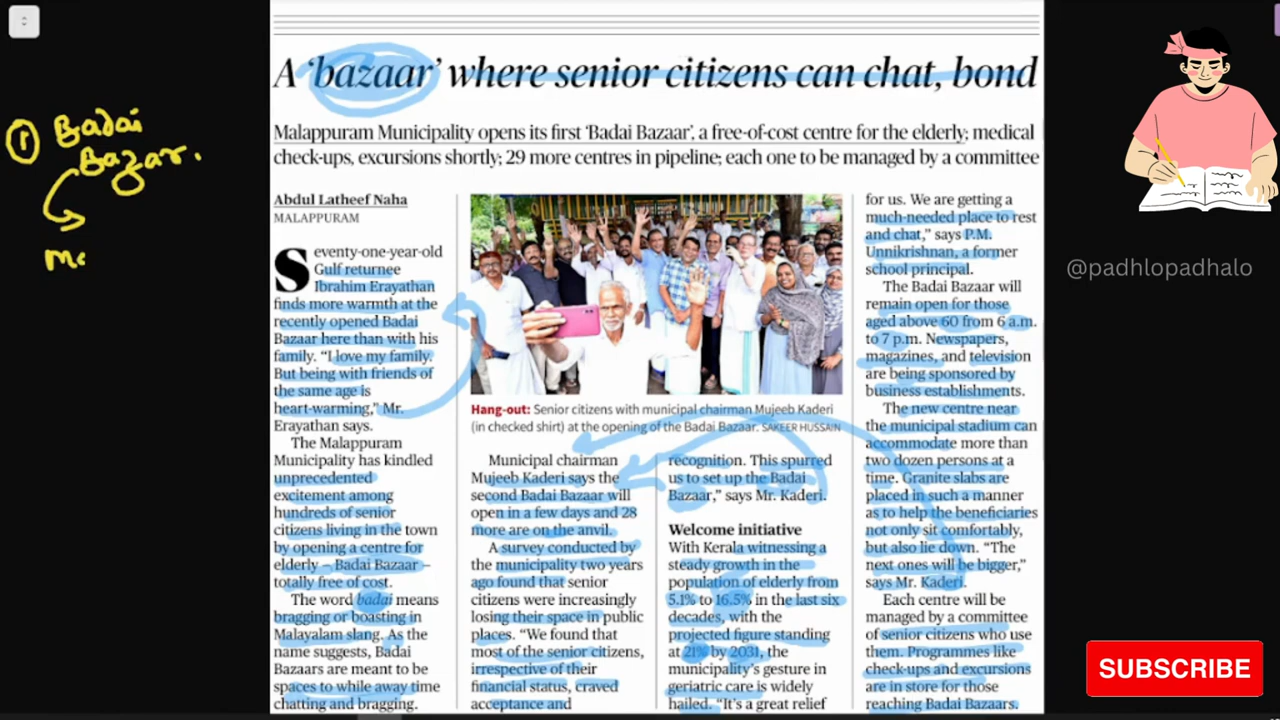 A ‘bazaar’ where senior citizens can chat, bond
Malappuram Municipality opens its first ‘Badai Bazaar’, a free-of-cost centre for the elderly; medical
check-ups, excursions shortly; 29 more centres in pipeline; each one to be managed by a committee
① Badai
Bazar.
Ma
Abdul Latheef Naha
MALAPPURAM
Seventy-one-year-old
Gulf returnee
Ibrahim Erayathan
finds more warmth at the
recently opened Badai
Bazaar here than with his
family. “I love my family.
But being with friends of
the same age is
heart-warming,” Mr.
Erayathan says.
The Malappuram
Municipality has kindled
unprecedented
excitement among
hundreds of senior
citizens living in the town
by opening a centre for
elderly – Badai Bazaar –
totally free of cost.
The word badai means
bragging or boasting in
Malayalam slang. As the
name suggests, Badai
Bazaars are meant to be
spaces to while away time
chatting and bragging.
Hang-out: Senior citizens with municipal chairman Mujeeb Kaderi
(in checked shirt) at the opening of the Badai Bazaar. SAKEER HUSSAIN
Municipal chairman
Mujeeb Kaderi says the
second Badai Bazaar will
open in a few days and 28
more are on the anvil.
A survey conducted by
the municipality two years
ago found that senior
citizens were increasingly
losing their space in public
places. “We found that
most of the senior citizens,
irrespective of their
financial status, craved
acceptance and
recognition. This spurred
us to set up the Badai
Bazaar,” says Mr. Kaderi.
Welcome initiative
With Kerala witnessing a
steady growth in the
population of elderly from
5.1% to 16.5% in the last six
decades, with the
projected figure standing
at 21% by 2031, the
municipality’s gesture in
geriatric care is widely
hailed. “It’s a great relief
for us. We are getting a
much-needed place to rest
and chat,” says P.M.
Unnikrishnan, a former
school principal.
The Badai Bazaar will
remain open for those
aged above 60 from 6 a.m.
to 7 p.m. Newspapers,
magazines, and television
are being sponsored by
business establishments.
The new centre near
the municipal stadium can
accommodate more than
two dozen persons at a
time. Granite slabs are
placed in such a manner
as to help the beneficiaries
not only sit comfortably,
but also lie down. “The
next ones will be bigger,”
says Mr. Kaderi.
Each centre will be
managed by a committee
of senior citizens who use
them. Programmes like
check-ups and excursions
are in store for those
reaching Badai Bazaars.
@padhlopadhalo
SUBSCRIBE